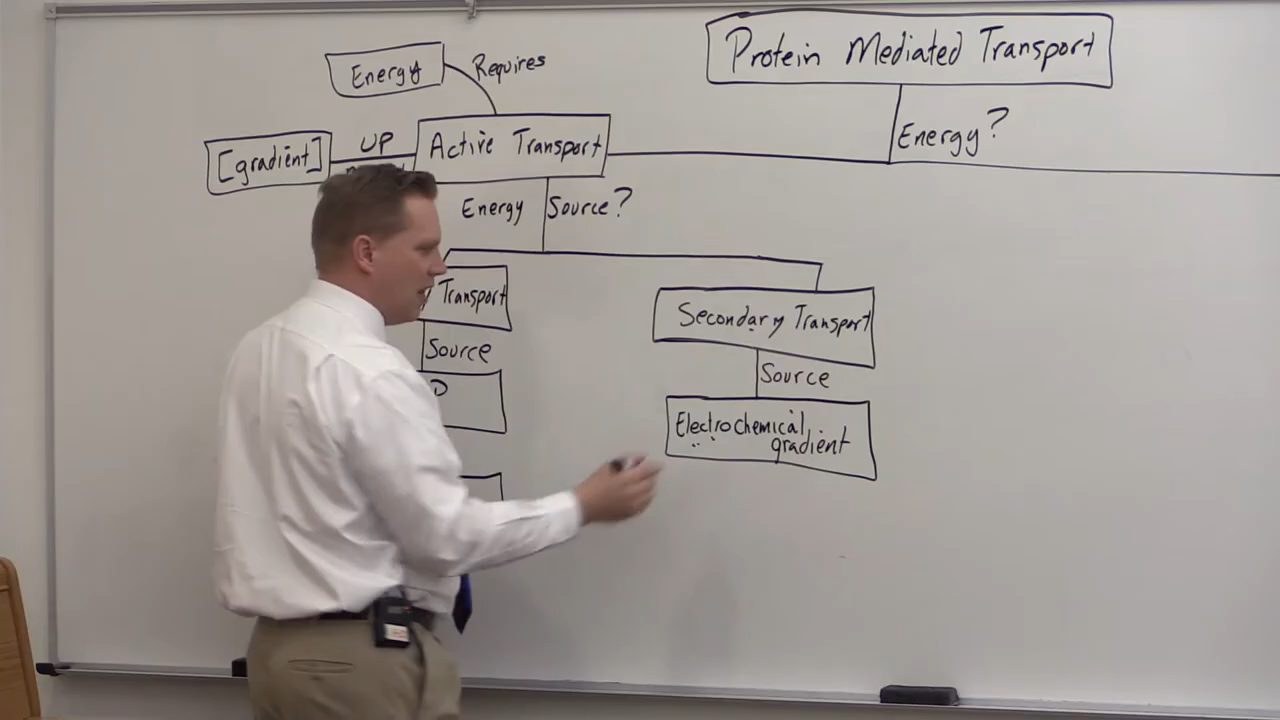 Protein Mediated Transport
Energy?
Energy
Requires
[gradient]
UP
Active Transport
Energy Source?
Transport
Source
Secondary Transport
Source
Electrochemical
gradient